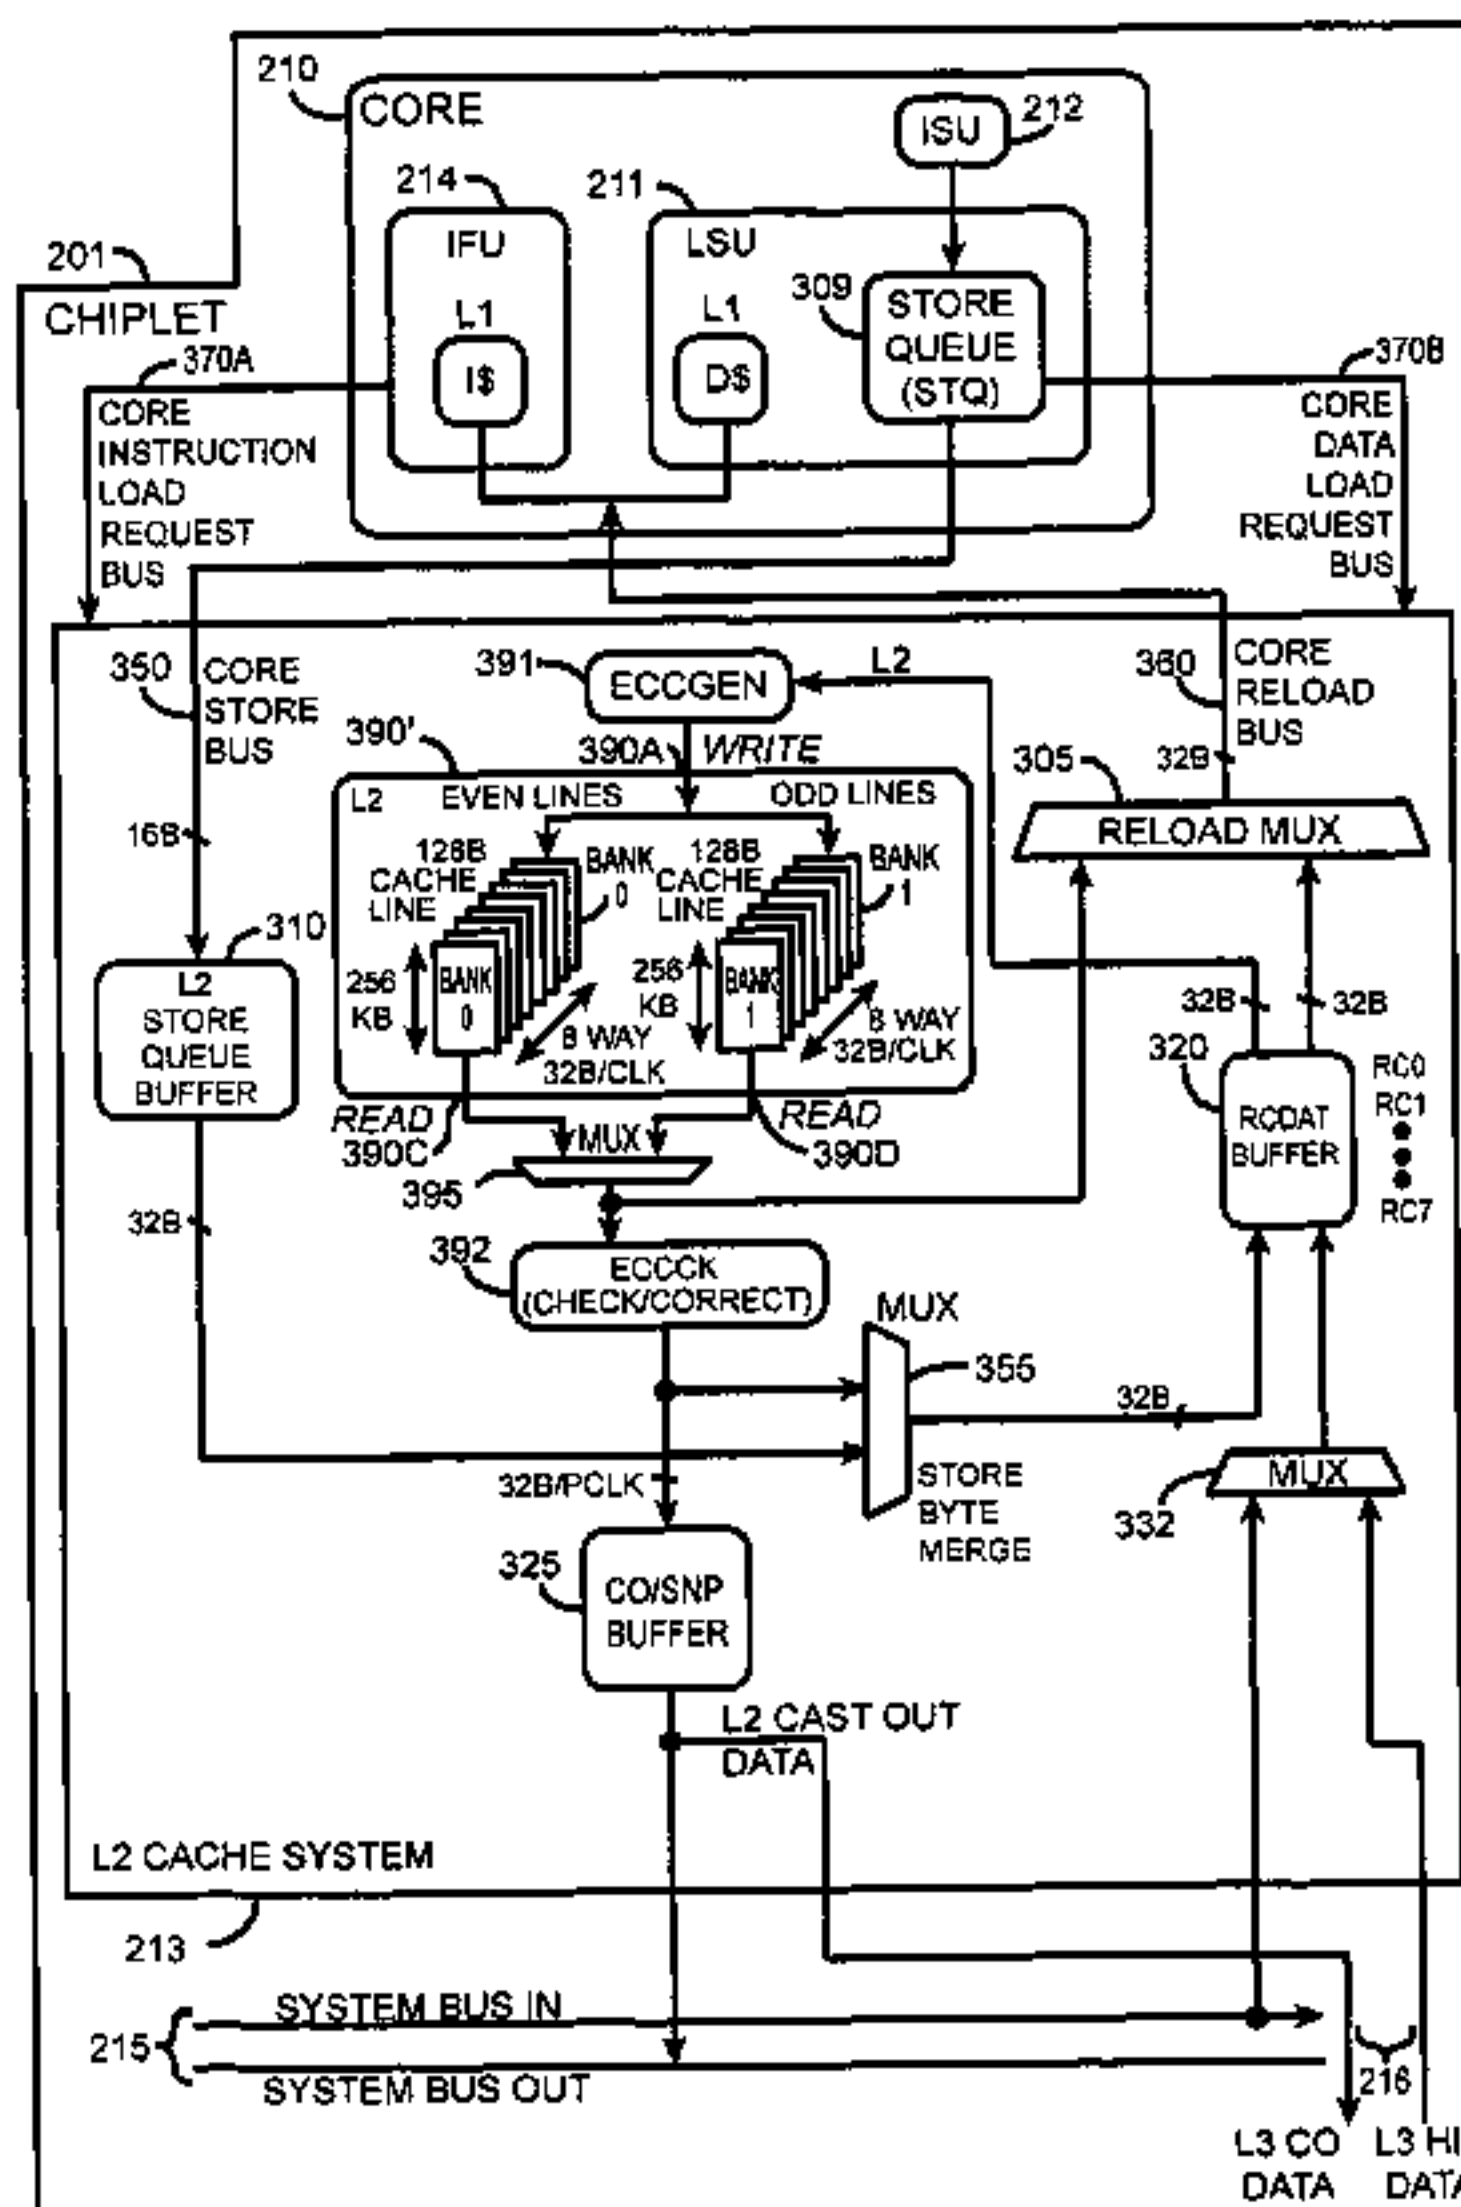 210
CORE
ISU
212
214
211
IFU
LSU
201
309
STORE
QUEUE
(STQ)
L1
L1
CHIPLET
370A
I$
D$
370B
CORE
INSTRUCTION
LOAD
REQUEST
BUS
CORE
DATA
LOAD
REQUEST
BUS
350
CORE
STORE
BUS
391
ECCGEN
L2
360
CORE
RELOAD
BUS
390'
390A
WRITE
32B
305
L2
EVEN LINES
ODD LINES
RELOAD MUX
16B
128B
CACHE
LINE
BANK
0
128B
CACHE
LINE
BANK
1
310
L2
STORE
QUEUE
BUFFER
256
KB
BANK
0
8 WAY
32B/CLK
256
KB
BANK
1
8 WAY
32B/CLK
32B
32B
320
RCDAT
BUFFER
RC0
RC1
RC7
READ
390C
MUX
READ
390D
395
32B
392
ECCCK
(CHECK/CORRECT)
MUX
355
32B
32B/PCLK
STORE
BYTE
MERGE
MUX
332
325
CO/SNP
BUFFER
L2 CAST OUT
DATA
L2 CACHE SYSTEM
213
SYSTEM BUS IN
215
SYSTEM BUS OUT
216
L3 CO
DATA
L3 HI
DATA